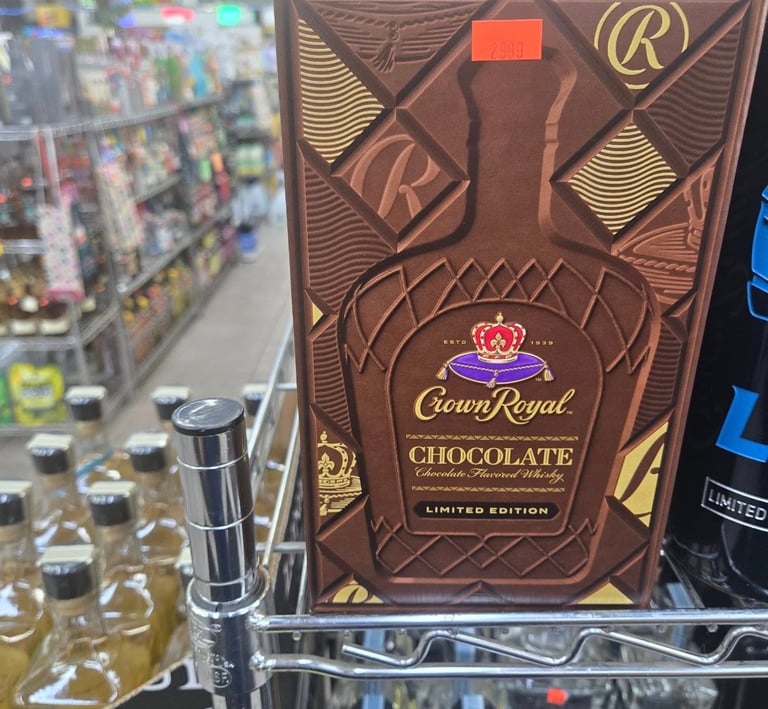 2999
R
R
ESTD 1939
Crown Royal
CHOCOLATE
Chocolate Flavored Whisky
LIMITED EDITION
LIMITED